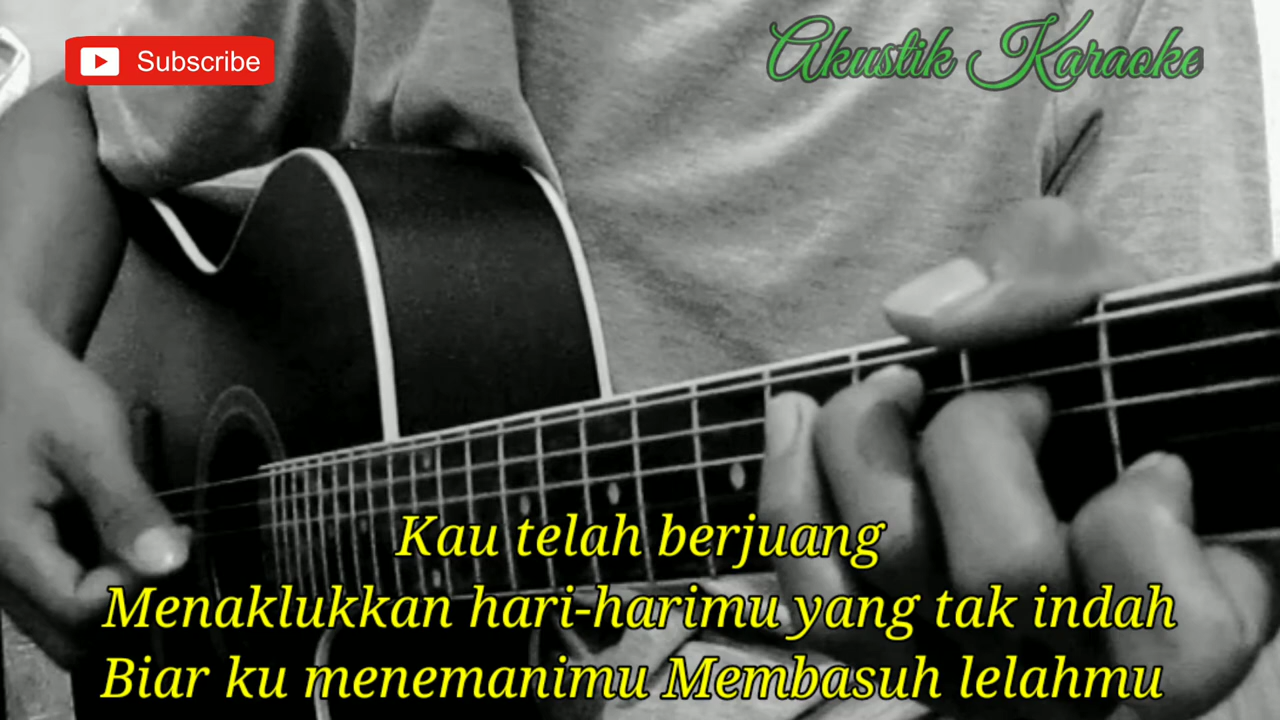 Subscribe
Akustik Karaoke
Kau telah berjuang
Menaklukkan hari-harimu yang tak indah
Biar ku menemanimu Membasuh lelahmu